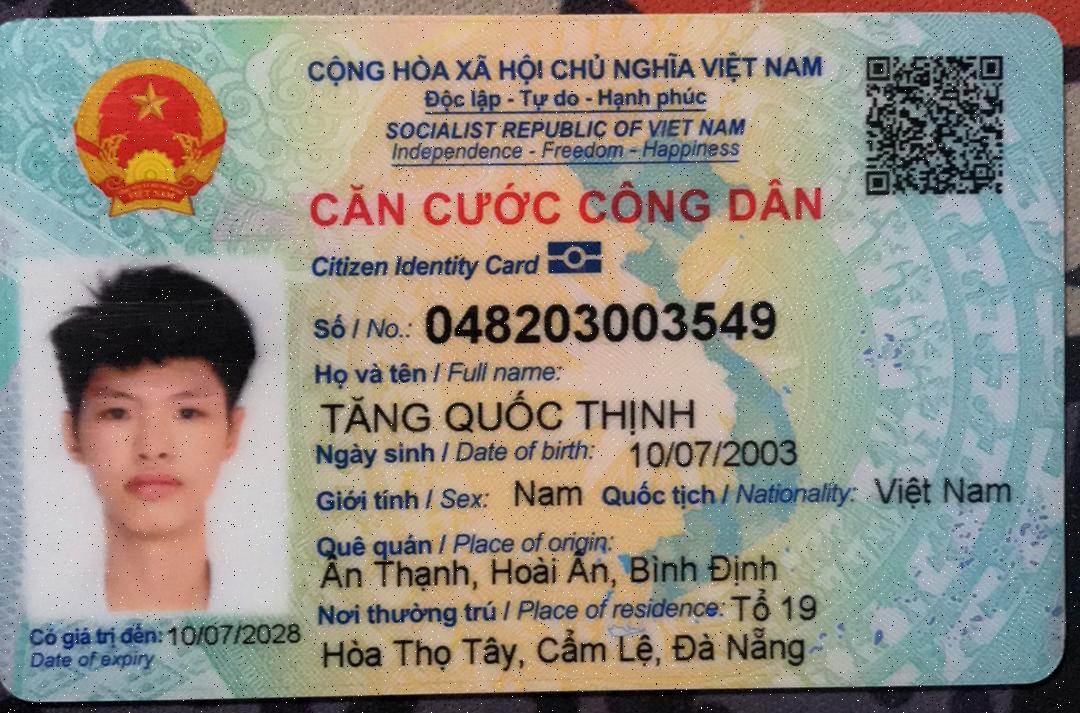 CỘNG HÒA XÃ HỘI CHỦ NGHĨA VIỆT NAM
Độc lập - Tự do - Hạnh phúc
SOCIALIST REPUBLIC OF VIET NAM
Independence - Freedom - Happiness
CĂN CƯỚC CÔNG DÂN
Citizen Identity Card
Số / No.: 048203003549
Họ và tên / Full name:
TĂNG QUỐC THỊNH
Ngày sinh / Date of birth: 10/07/2003
Giới tính / Sex: Nam Quốc tịch / Nationality: Việt Nam
Quê quán / Place of origin:
Ân Thạnh, Hoài Ân, Bình Định
Nơi thường trú / Place of residence: Tổ 19
Hòa Thọ Tây, Cẩm Lệ, Đà Nẵng
Có giá trị đến: 10/07/2028
Date of expiry